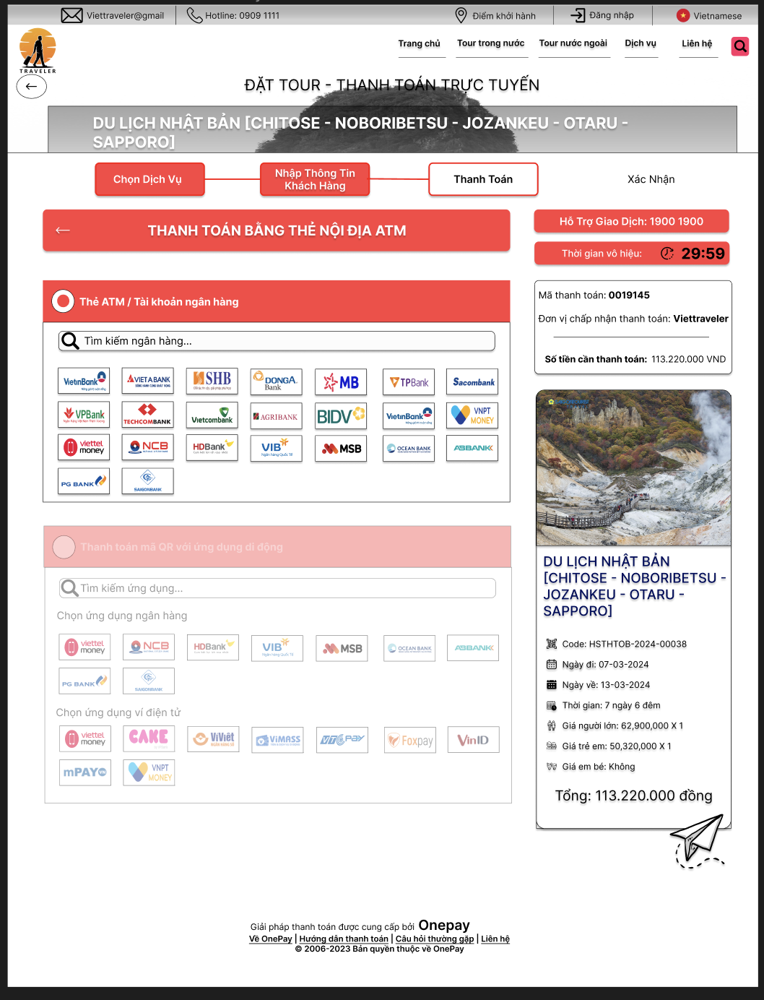 Viettraveler@gmail
Hotline: 0909 1111
Điểm khởi hành
Đăng nhập
Vietnamese
TRAVELER
Trang chủ
Tour trong nước
Tour nước ngoài
Dịch vụ
Liên hệ
ĐẶT TOUR - THANH TOÁN TRỰC TUYẾN
DU LỊCH NHẬT BẢN [CHITOSE - NOBORIBETSU - JOZANKEU - OTARU -
SAPPORO]
Chọn Dịch Vụ
Nhập Thông Tin
Khách Hàng
Thanh Toán
Xác Nhận
THANH TOÁN BẰNG THẺ NỘI ĐỊA ATM
Thẻ ATM / Tài khoản ngân hàng
Tìm kiếm ngân hàng...
VietinBank
VIETABANK
SHB
DONGA Bank
MB
TPBank
Sacombank
VPBank
TECHCOMBANK
Vietcombank
AGRIBANK
BIDV
VietinBank
VNPT MONEY
viettel money
NCB
HDBank
VIB
Ngân hàng Quốc Tế
MSB
OCEAN BANK
ABBANK
PG BANK
SAIGONBANK
Thanh toán mã QR với ứng dụng di động
Tìm kiếm ứng dụng...
Chọn ứng dụng ngân hàng
viettel money
NCB
HDBank
VIB
Ngân hàng Quốc Tế
MSB
OCEAN BANK
ABBANK
PG BANK
SAIGONBANK
Chọn ứng dụng ví điện tử
viettel money
CAKE
ViViệt
NGÂN HÀNG SỐ
ViMASS
VTC PAY
Foxpay
VinID
mPAY
VNPT MONEY
Hỗ Trợ Giao Dịch: 1900 1900
Thời gian vô hiệu:
29:59
Mã thanh toán: 0019145
Đơn vị chấp nhận thanh toán: Viettraveler
Số tiền cần thanh toán: 113.220.000 VND
DU LỊCH NHẬT BẢN
[CHITOSE - NOBORIBETSU -
JOZANKEU - OTARU -
SAPPORO]
Code: HSTHTOB-2024-00038
Ngày đi: 07-03-2024
Ngày về: 13-03-2024
Thời gian: 7 ngày 6 đêm
Giá người lớn: 62,900,000 X 1
Giá trẻ em: 50,320,000 X 1
Giá em bé: Không
Tổng: 113.220.000 đồng
Giải pháp thanh toán được cung cấp bởi Onepay
Về OnePay | Hướng dẫn thanh toán | Câu hỏi thường gặp | Liên hệ
© 2006-2023 Bản quyền thuộc về OnePay